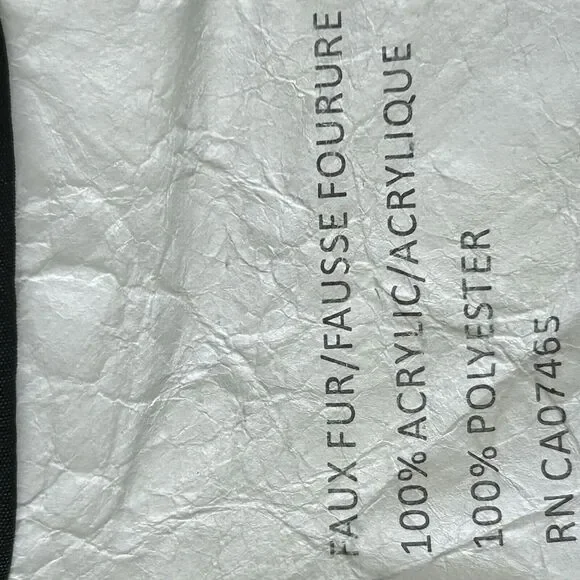 FAUX FUR/FAUSSE FOURURE
100% ACRYLIC/ACRYLIQUE
100% POLYESTER
RN CA07465